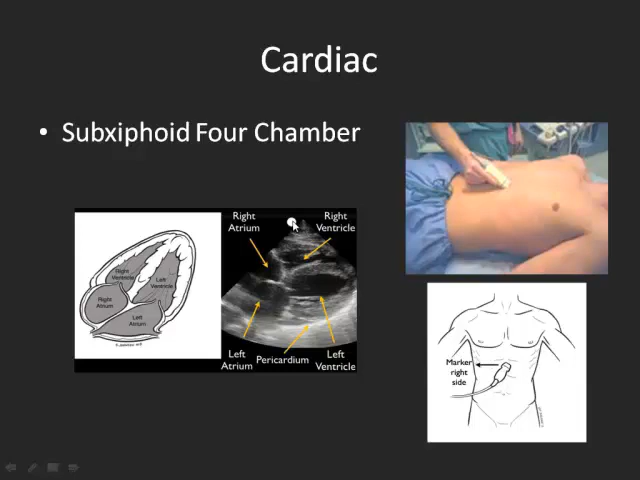 Cardiac
• Subxiphoid Four Chamber
Right
Ventricle
Left
Ventricle
Right
Atrium
Left
Atrium
Right
Atrium
Right
Ventricle
Left
Atrium
Pericardium
Left
Ventricle
Marker
right
side